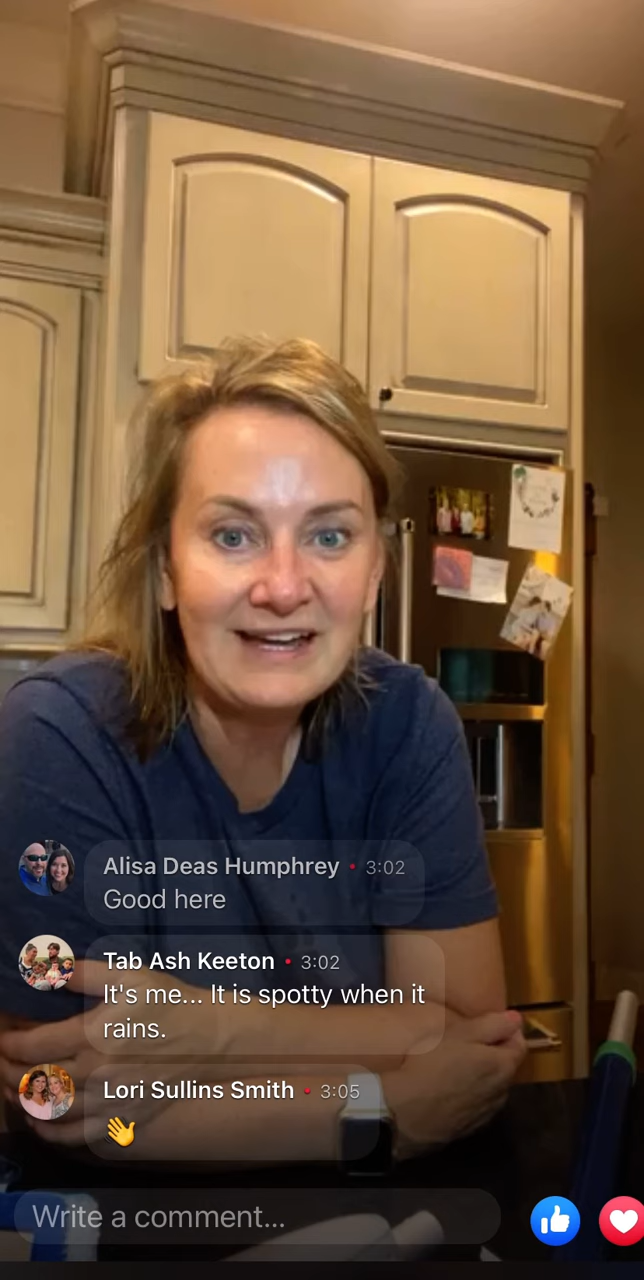 Alisa Deas Humphrey • 3:02
Good here
Tab Ash Keeton • 3:02
It's me... It is spotty when it
rains.
Lori Sullins Smith • 3:05
👋
Write a comment...